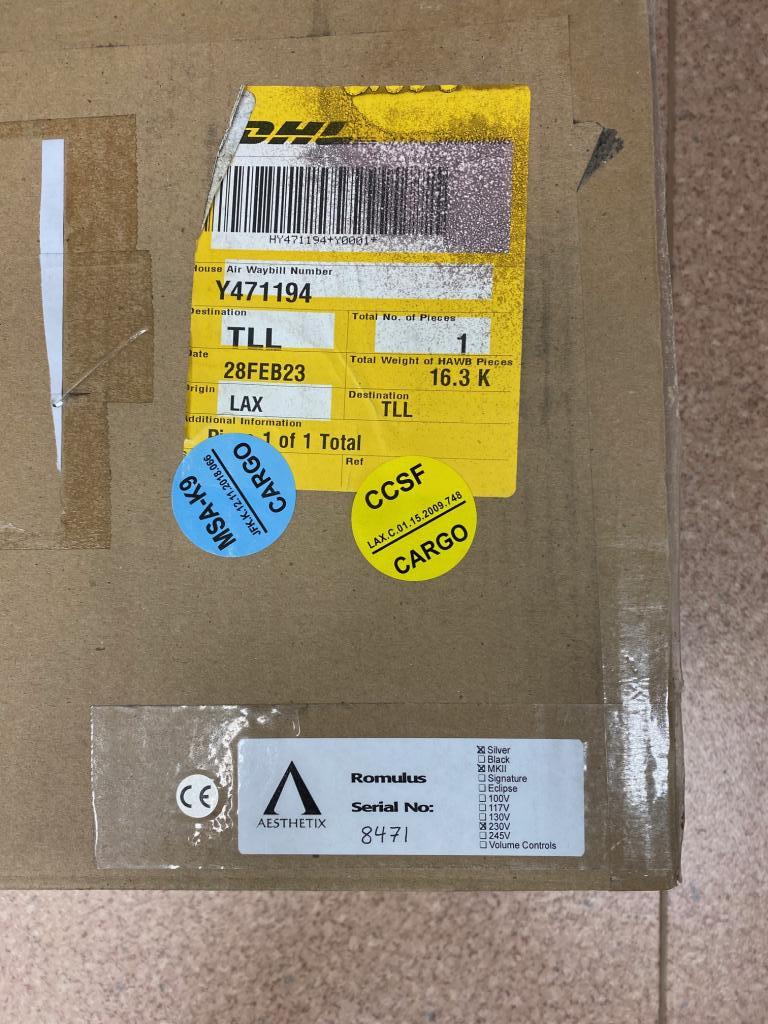 DHL
HY471194+Y0001*
House Air Waybill Number
Y471194
Destination
TLL
Total No. of Pieces
1
Date
28FEB23
Total Weight of HAWB Pieces
16.3 K
Origin
LAX
Destination
TLL
Additional Information
1 of 1 Total
Ref
MSA-K9
JFK.K.12.11.2018.066
CARGO
CCSF
LAX.C.01.15.2009.748
CARGO
CE
AESTHETIX
Romulus
Serial No:
8471
Silver
Black
MKII
Signature
Eclipse
100V
117V
130V
230V
245V
Volume Controls